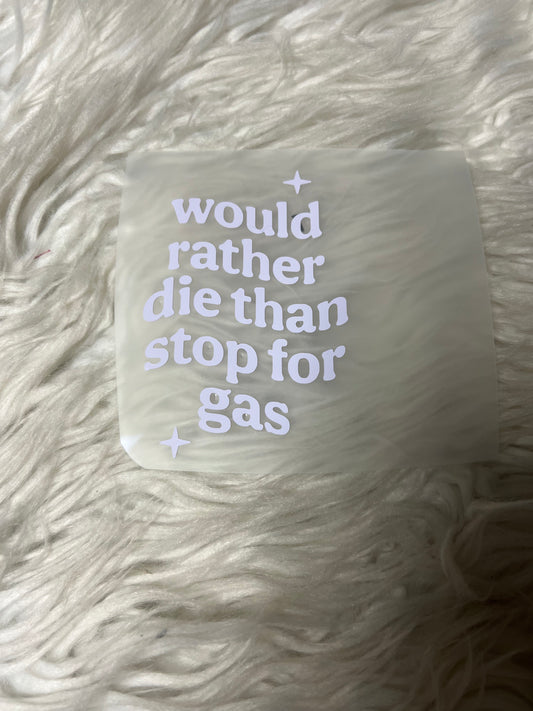 would
rather
die than
stop for
gas